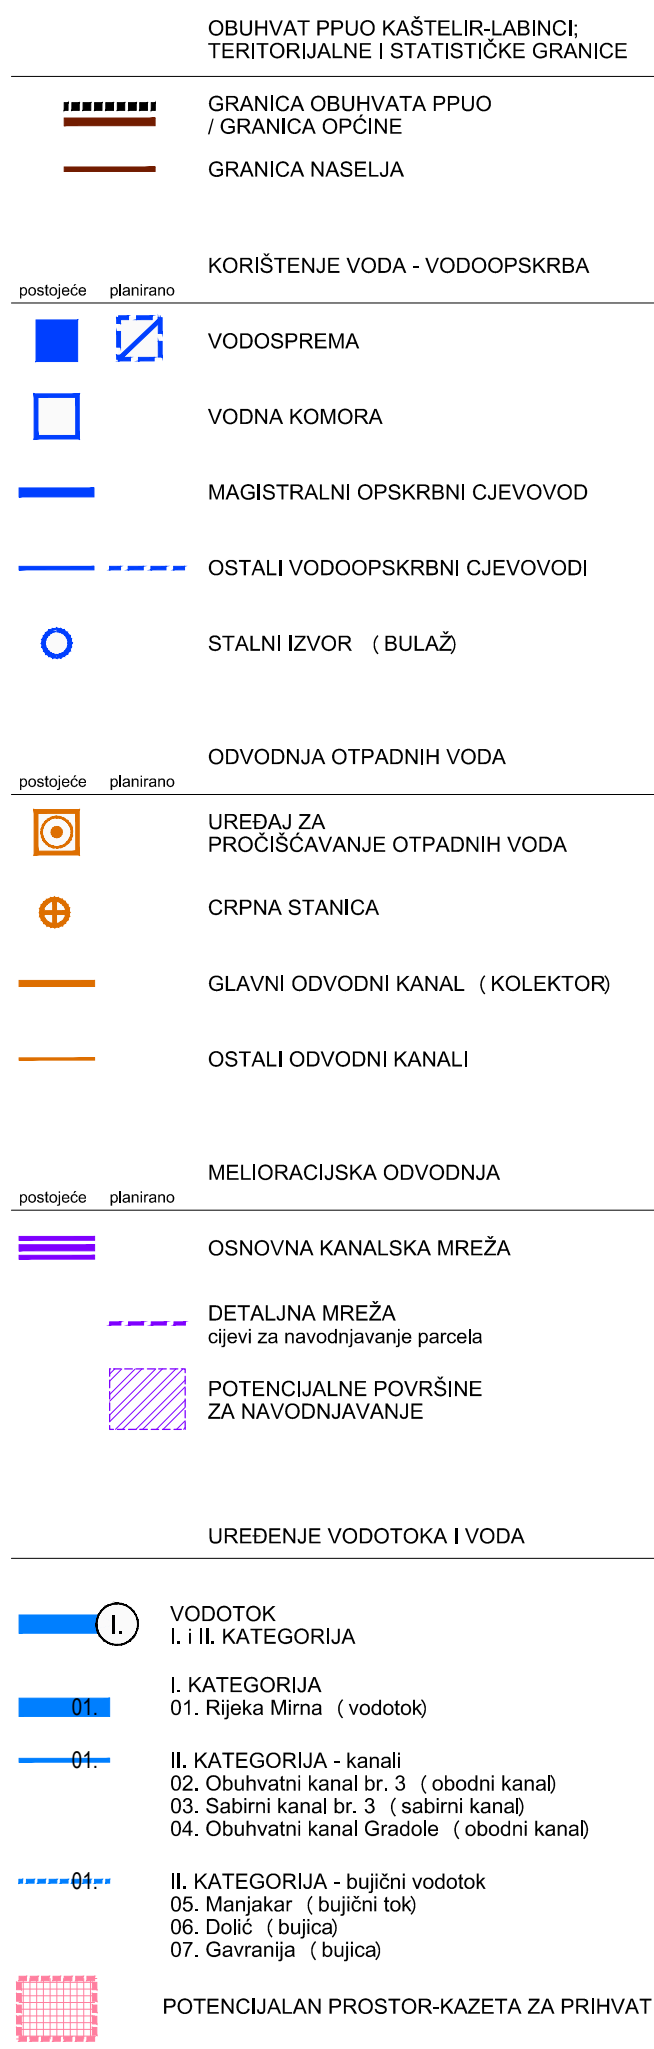 OBUHVAT PPUO KAŠTELIR-LABINCI;
TERITORIJALNE I STATISTIČKE GRANICE
GRANICA OBUHVATA PPUO
/ GRANICA OPĆINE
GRANICA NASELJA
KORIŠTENJE VODA - VODOOPSKRBA
postojeće planirano
VODOSPREMA
VODNA KOMORA
MAGISTRALNI OPSKRBNI CJEVOVOD
OSTALI VODOOPSKRBNI CJEVOVODI
STALNI IZVOR (BULAŽ)
ODVODNJA OTPADNIH VODA
postojeće planirano
UREĐAJ ZA
PROČIŠĆAVANJE OTPADNIH VODA
CRPNA STANICA
GLAVNI ODVODNI KANAL (KOLEKTOR)
OSTALI ODVODNI KANALI
MELIORACIJSKA ODVODNJA
postojeće planirano
OSNOVNA KANALSKA MREŽA
DETALJNA MREŽA
cijevi za navodnjavanje parcela
POTENCIJALNE POVRŠINE
ZA NAVODNJAVANJE
UREĐENJE VODOTOKA I VODA
I.
VODOTOK
I. i II. KATEGORIJA
I. KATEGORIJA
01. 01. Rijeka Mirna (vodotok)
01. II. KATEGORIJA - kanali
02. Obuhvatni kanal br. 3 (obodni kanal)
03. Sabirni kanal br. 3 (sabirni kanal)
04. Obuhvatni kanal Gradole (obodni kanal)
01. II. KATEGORIJA - bujični vodotok
05. Manjakar (bujični tok)
06. Dolić (bujica)
07. Gavranija (bujica)
POTENCIJALAN PROSTOR-KAZETA ZA PRIHVAT